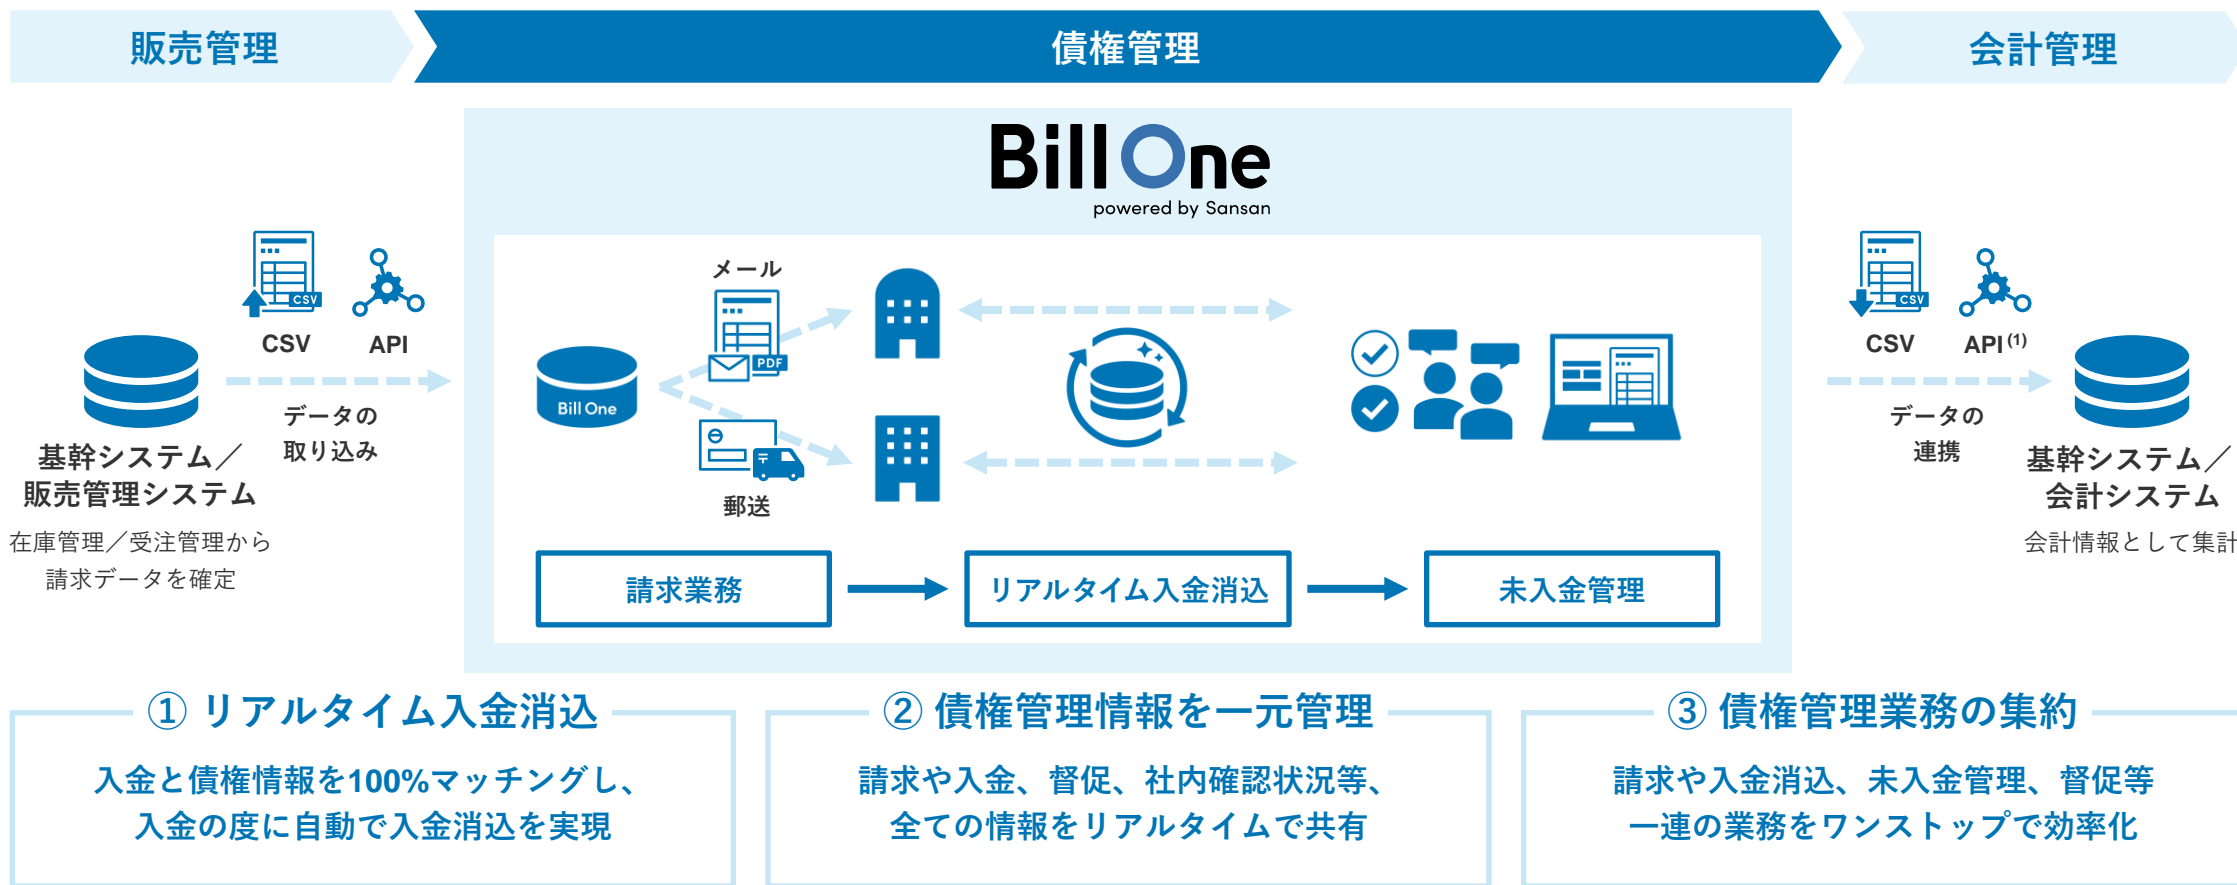 販売管理
債権管理
会計管理
Bill One
powered by Sansan
CSV
CSV
API
データの
取り込み
基幹システム／
販売管理システム
在庫管理／受注管理から
請求データを確定
Bill One
メール
PDF
郵送
請求業務
リアルタイム入金消込
未入金管理
CSV
CSV
API(1)
データの
連携
基幹システム／
会計システム
会計情報として集計
① リアルタイム入金消込
入金と債権情報を100%マッチングし、
入金の度に自動で入金消込を実現
② 債権管理情報を一元管理
請求や入金、督促、社内確認状況等、
全ての情報をリアルタイムで共有
③ 債権管理業務の集約
請求や入金消込、未入金管理、督促等
一連の業務をワンストップで効率化